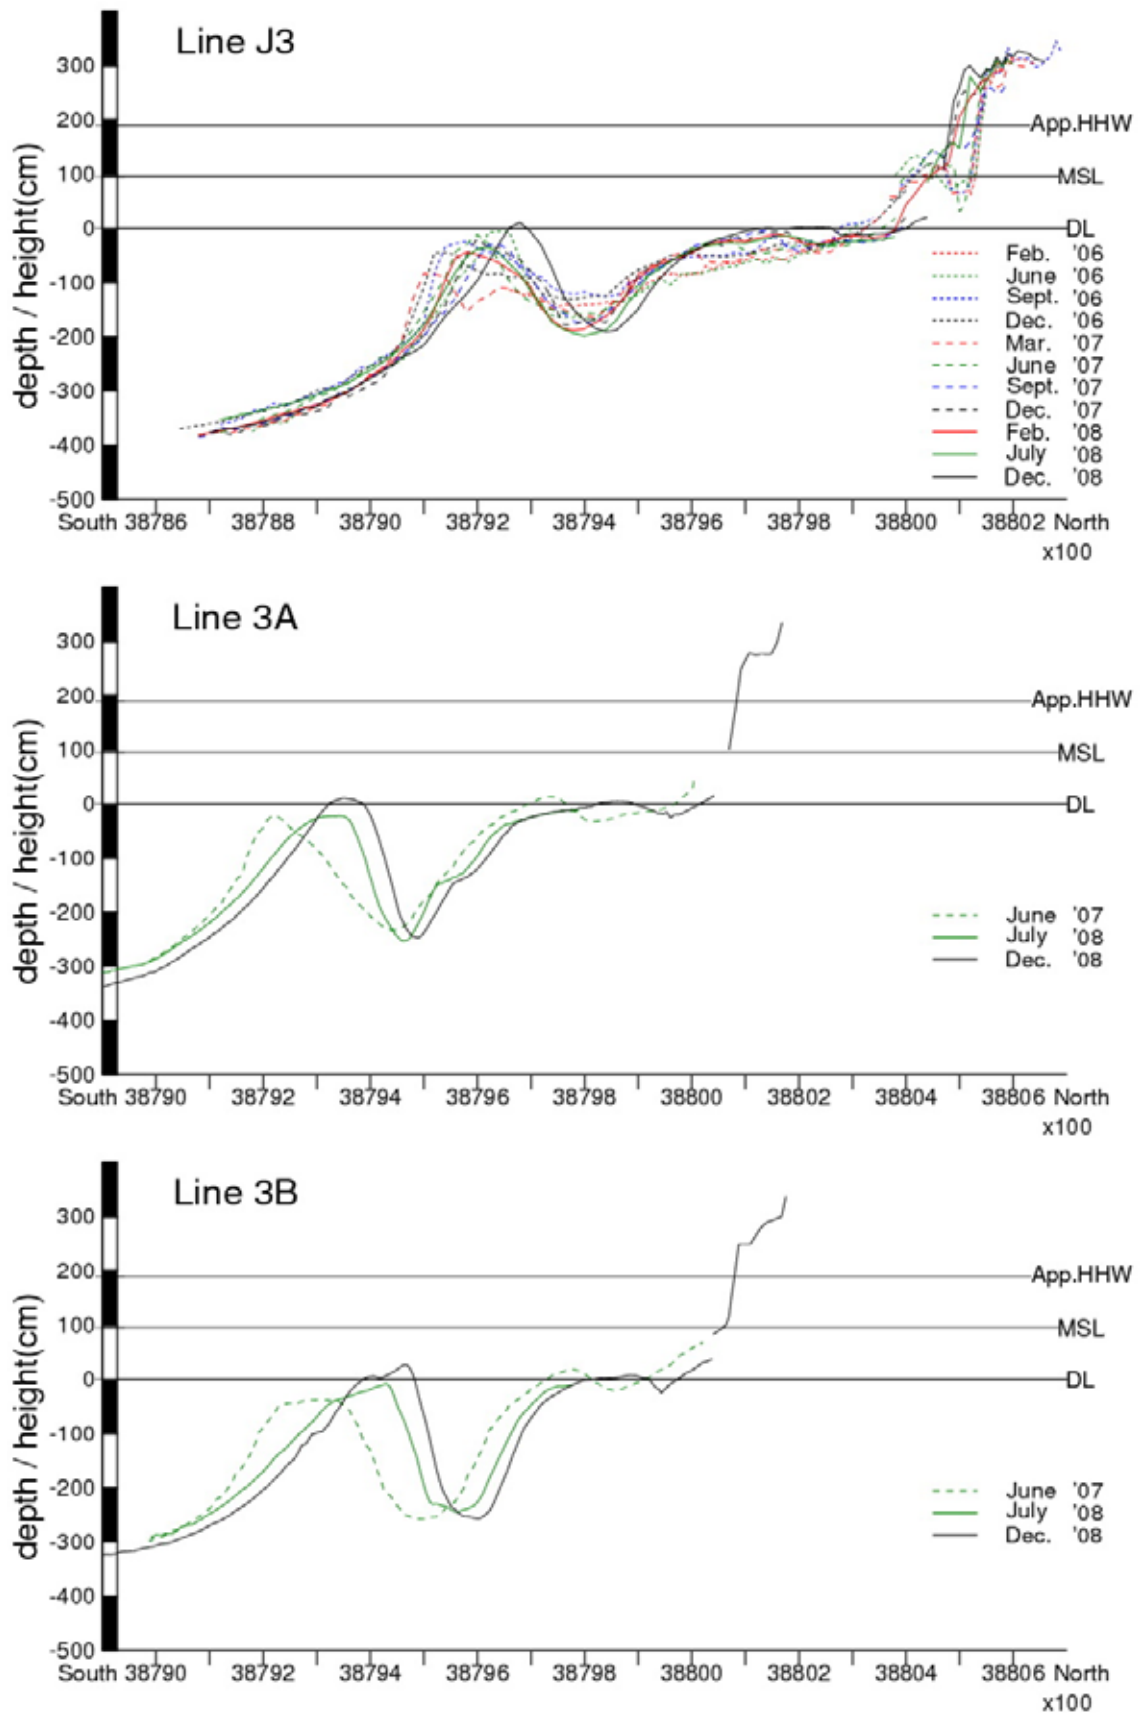 Line J3
depth / height(cm)
300
200
100
0
-100
-200
-300
-400
-500
App.HHW
MSL
DL
Feb. '06
June '06
Sept. '06
Dec. '06
Mar. '07
June '07
Sept. '07
Dec. '07
Feb. '08
July '08
Dec. '08
South 38786 38788 38790 38792 38794 38796 38798 38800 38802 North
x100
Line 3A
depth / height(cm)
300
200
100
0
-100
-200
-300
-400
-500
App.HHW
MSL
DL
June '07
July '08
Dec. '08
South 38790 38792 38794 38796 38798 38800 38802 38804 38806 North
x100
Line 3B
depth / height(cm)
300
200
100
0
-100
-200
-300
-400
-500
App.HHW
MSL
DL
June '07
July '08
Dec. '08
South 38790 38792 38794 38796 38798 38800 38802 38804 38806 North
x100